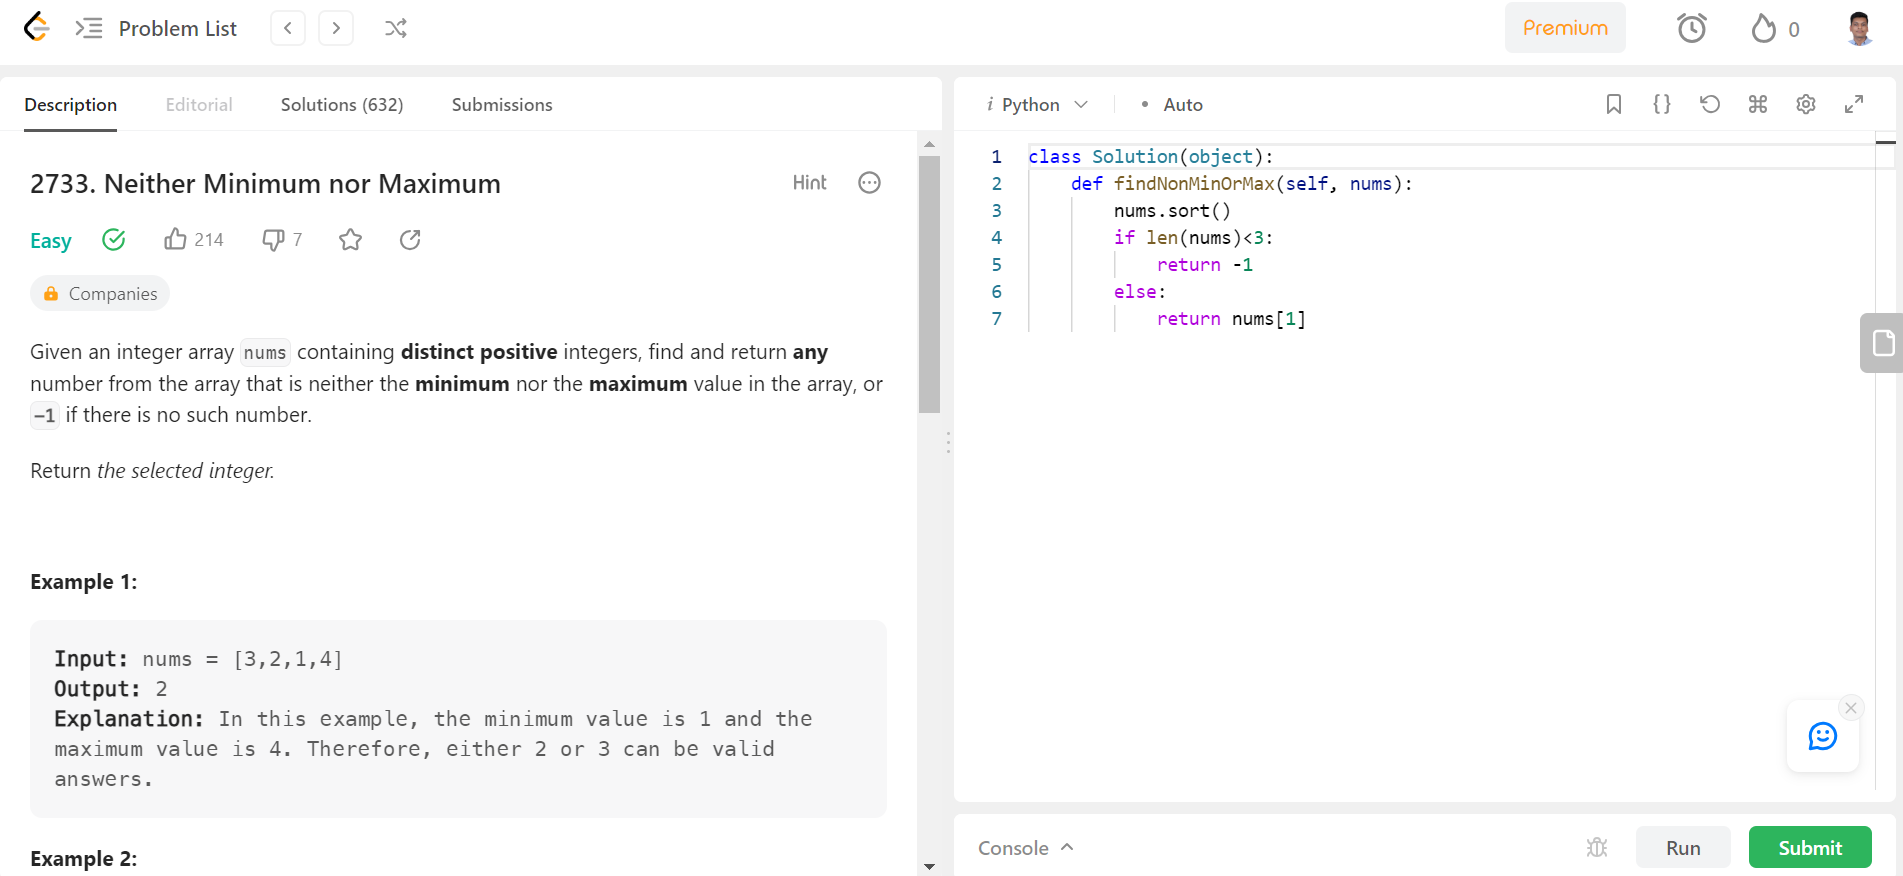 Problem List
Premium
0
Description Editorial Solutions (632) Submissions
2733. Neither Minimum nor Maximum
Hint
Easy 214 7
Companies
Given an integer array nums containing distinct positive integers, find and return any
number from the array that is neither the minimum nor the maximum value in the array, or
-1 if there is no such number.
Return the selected integer.
Example 1:
Input: nums = [3,2,1,4]
Output: 2
Explanation: In this example, the minimum value is 1 and the
maximum value is 4. Therefore, either 2 or 3 can be valid
answers.
Example 2:
i Python • Auto
1 class Solution(object):
2 def findNonMinOrMax(self, nums):
3 nums.sort()
4 if len(nums)<3:
5 return -1
6 else:
7 return nums[1]
Console
Run
Submit